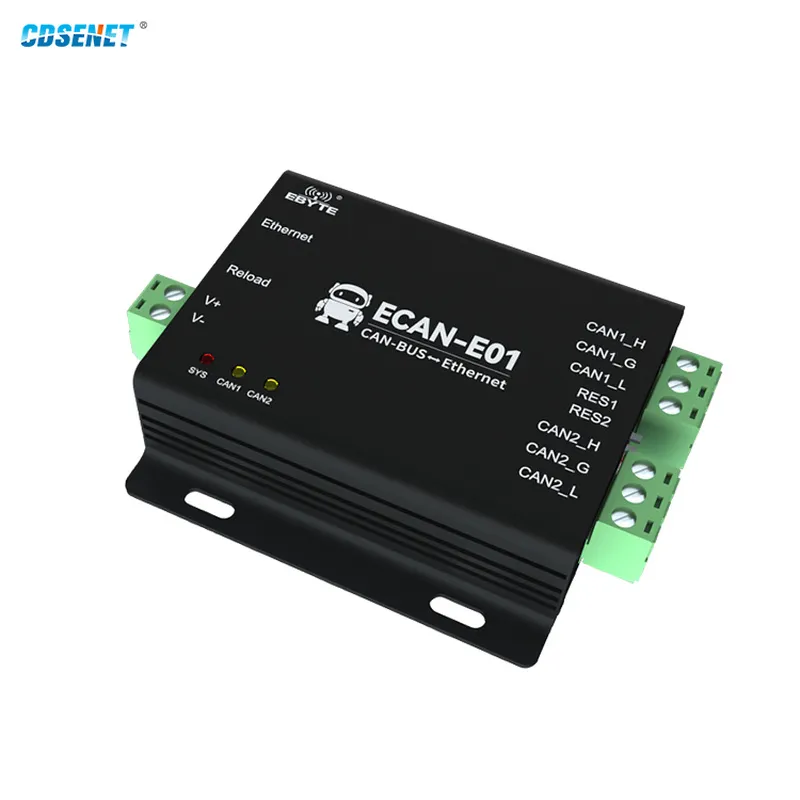 CDSENET®
EBYTE®
Ethernet
Reload
V+
V-
ECAN-E01
CAN-BUS↔Ethernet
SYS CAN1 CAN2
CAN1_H
CAN1_G
CAN1_L
RES1
RES2
CAN2_H
CAN2_G
CAN2_L